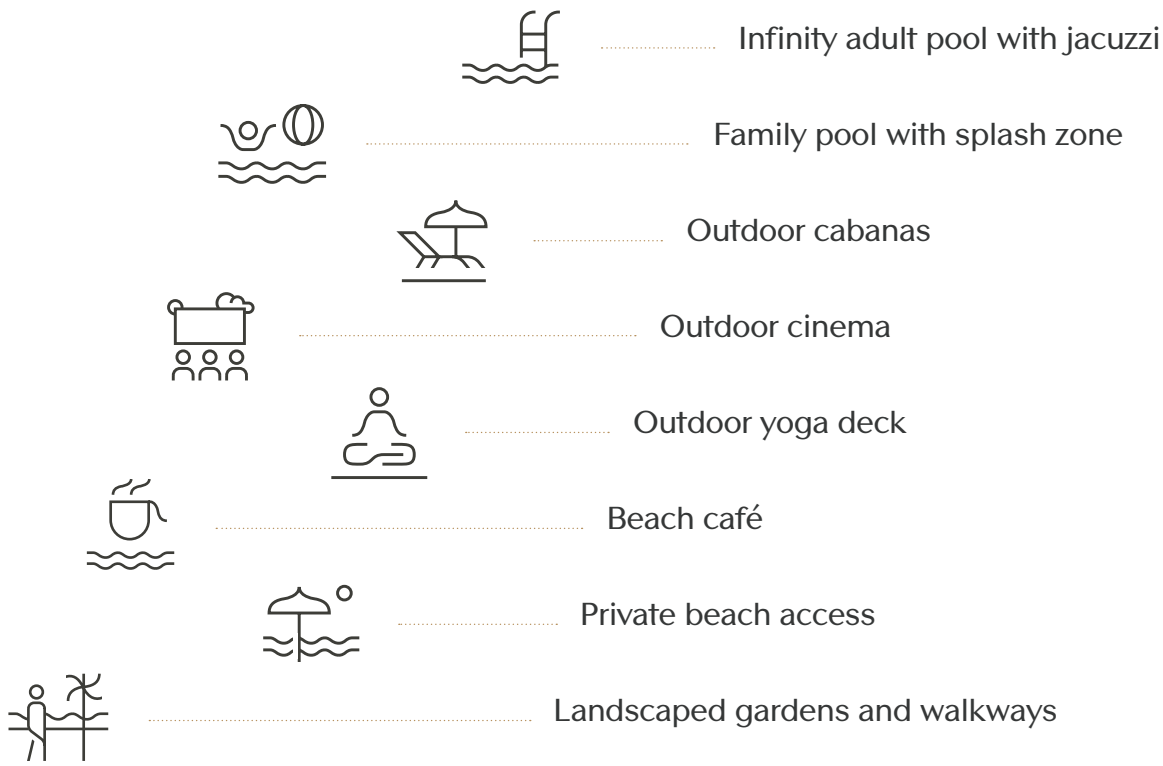 Infinity adult pool with jacuzzi
Family pool with splash zone
Outdoor cabanas
Outdoor cinema
Outdoor yoga deck
Beach café
Private beach access
Landscaped gardens and walkways